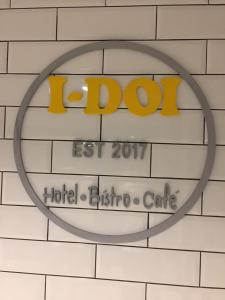 I-DOI
EST 2017
Hotel • Bistro • Café